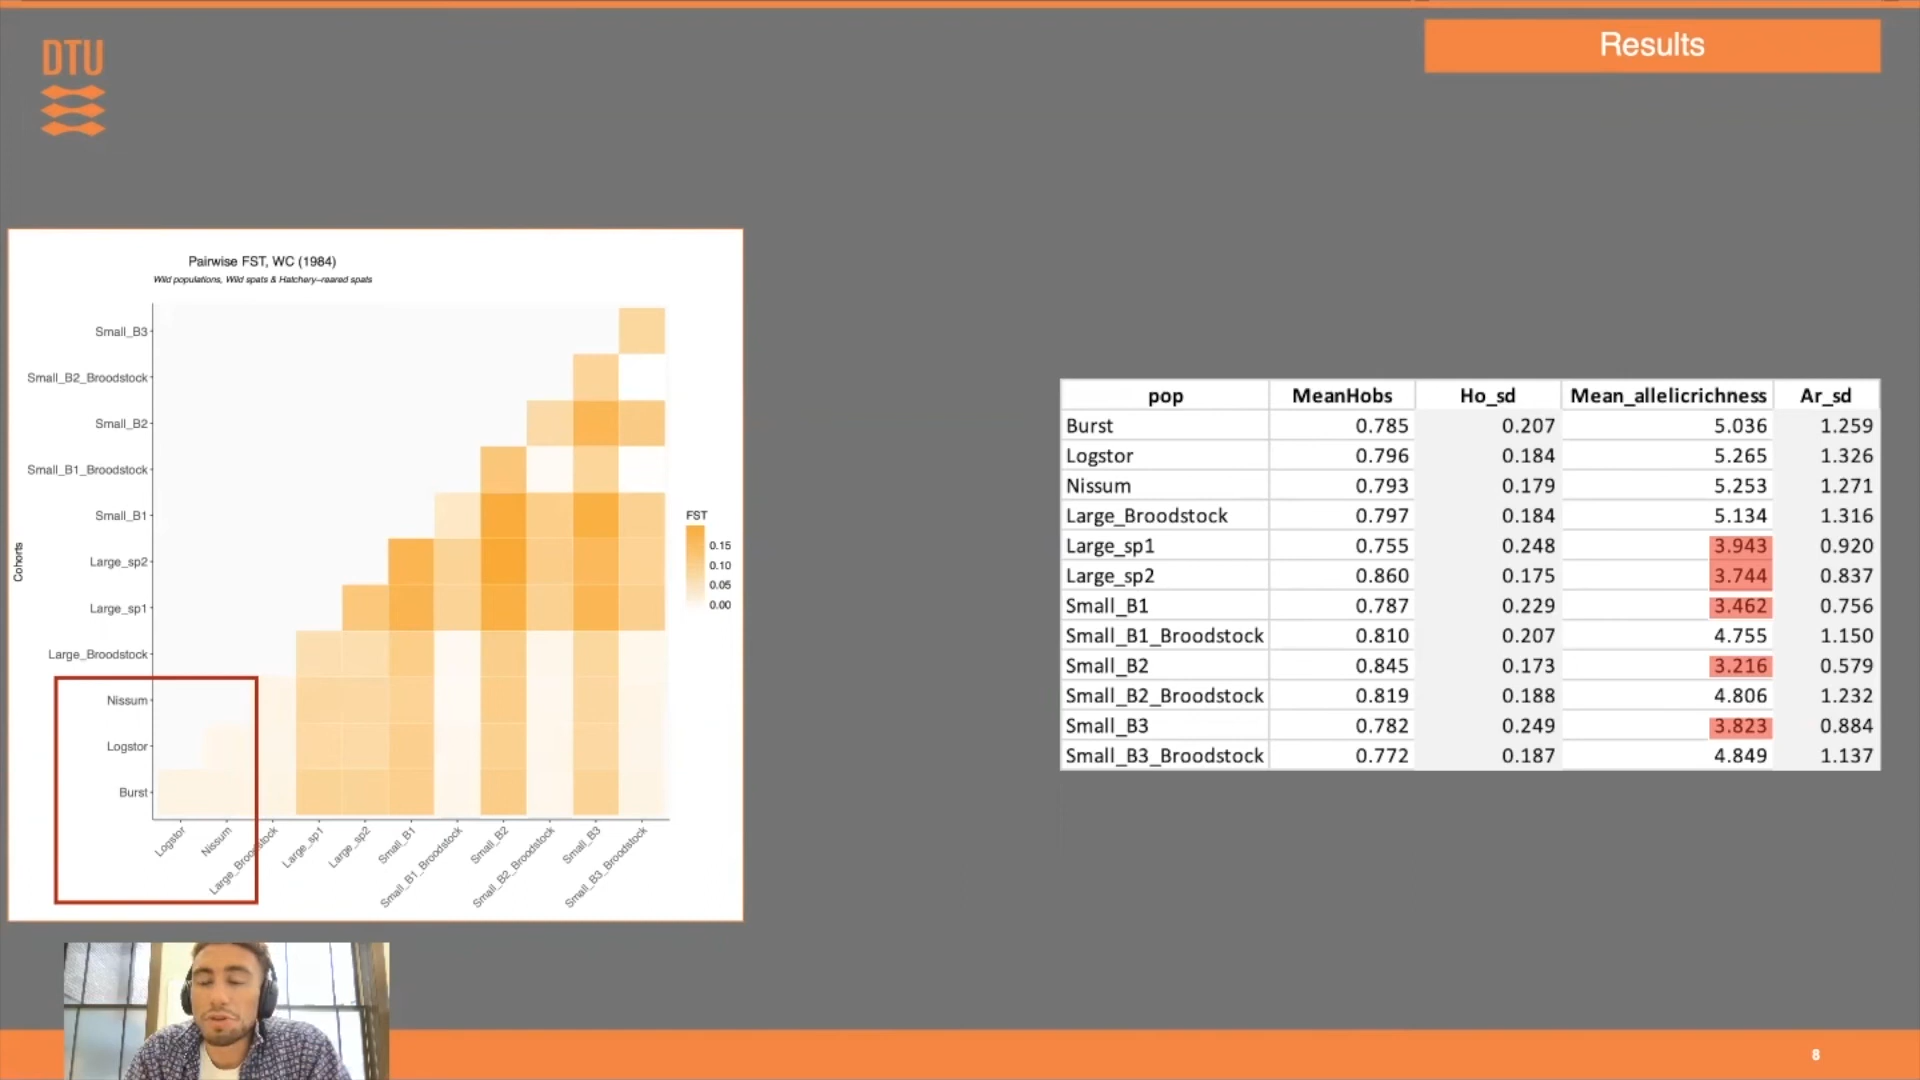 DTU
Results
Pairwise FST, WC (1984)
Wild populations, Wild spats & Hatchery–reared spats
Small_B3
Small_B2_Broodstock
Small_B2
Small_B1_Broodstock
Small_B1
Large_sp2
Large_sp1
Large_Broodstock
Nissum
Logstor
Burst
Cohorts
Logstor
Nissum
Large_Broodstock
Large_sp1
Large_sp2
Small_B1
Small_B1_Broodstock
Small_B2
Small_B2_Broodstock
Small_B3
Small_B3_Broodstock
FST
0.15
0.10
0.05
0.00
pop MeanHobs Ho_sd Mean_allelicrichness Ar_sd
Burst 0.785 0.207 5.036 1.259
Logstor 0.796 0.184 5.265 1.326
Nissum 0.793 0.179 5.253 1.271
Large_Broodstock 0.797 0.184 5.134 1.316
Large_sp1 0.755 0.248 3.943 0.920
Large_sp2 0.860 0.175 3.744 0.837
Small_B1 0.787 0.229 3.462 0.756
Small_B1_Broodstock 0.810 0.207 4.755 1.150
Small_B2 0.845 0.173 3.216 0.579
Small_B2_Broodstock 0.819 0.188 4.806 1.232
Small_B3 0.782 0.249 3.823 0.884
Small_B3_Broodstock 0.772 0.187 4.849 1.137
8